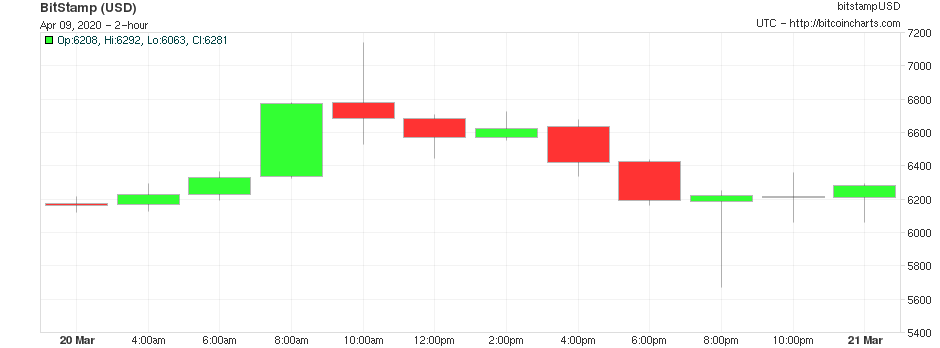 BitStamp (USD)
bitstampUSD
Apr 09, 2020 - 2-hour
UTC - http://bitcoincharts.com
Op:6208, Hi:6292, Lo:6063, Cl:6281
7200
7000
6800
6600
6400
6200
6000
5800
5600
5400
20 Mar 4:00am 6:00am 8:00am 10:00am 12:00pm 2:00pm 4:00pm 6:00pm 8:00pm 10:00pm 21 Mar